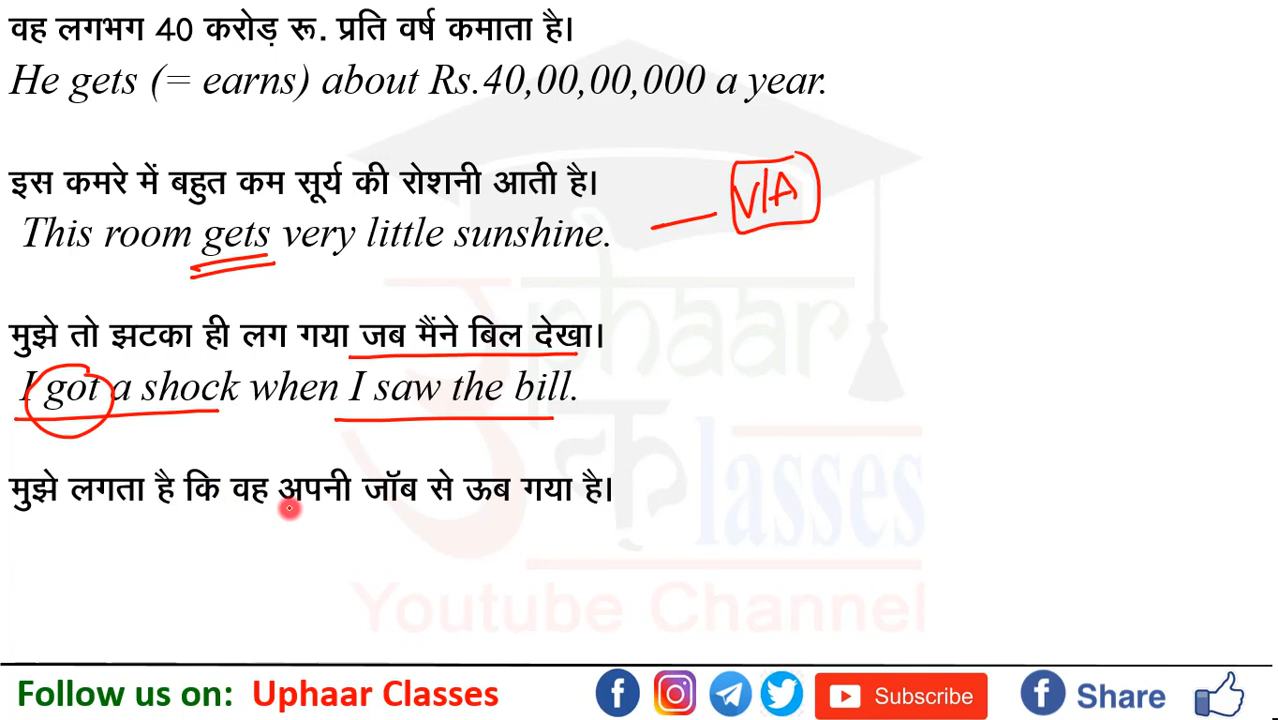 वह लगभग 40 करोड़ रू. प्रति वर्ष कमाता है।
He gets (= earns) about Rs.40,00,00,000 a year.
इस कमरे में बहुत कम सूर्य की रोशनी आती है।
V/A
This room gets very little sunshine.
मुझे तो झटका ही लग गया जब मैंने बिल देखा।
I got a shock when I saw the bill.
मुझे लगता है कि वह अपनी जॉब से ऊब गया है।
उphaar
कlasses
Youtube Channel
Follow us on: Uphaar Classes Subscribe Share